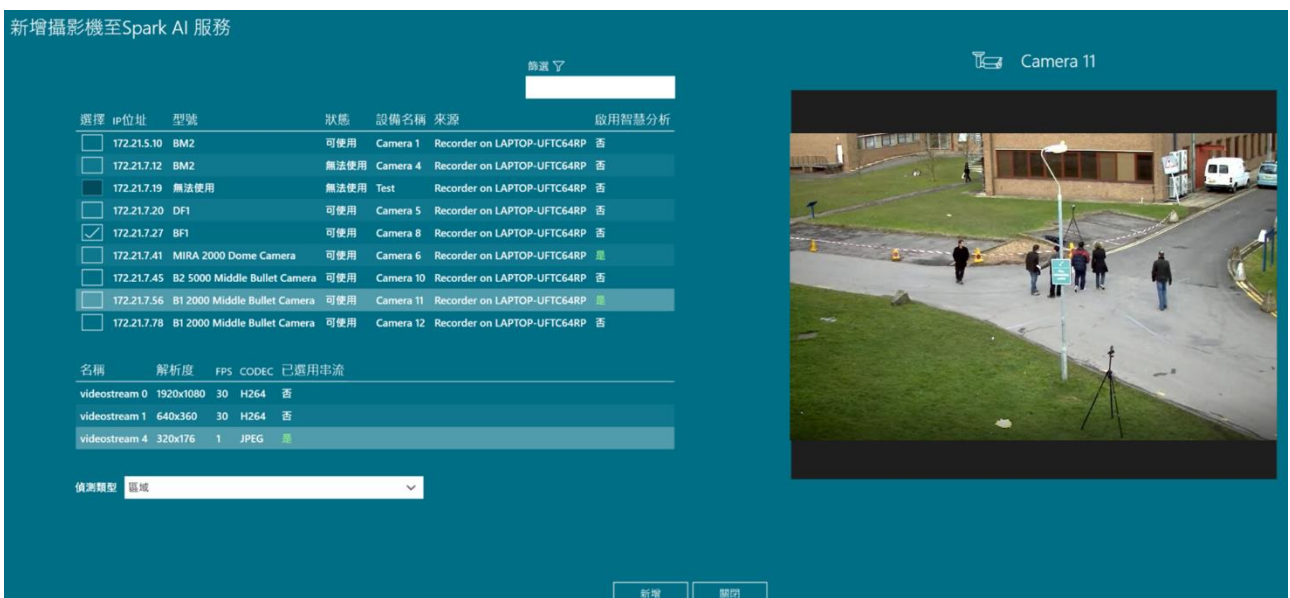 新增攝影機至Spark AI 服務
篩選
Camera 11
選擇 IP位址 型號 狀態 設備名稱 來源 啟用智慧分析
172.21.5.10 BM2 可使用 Camera 1 Recorder on LAPTOP-UFTC64RP 否
172.21.7.12 BM2 無法使用 Camera 4 Recorder on LAPTOP-UFTC64RP 否
172.21.7.19 無法使用 無法使用 Test Recorder on LAPTOP-UFTC64RP 否
172.21.7.20 DF1 可使用 Camera 5 Recorder on LAPTOP-UFTC64RP 否
172.21.7.27 BF1 可使用 Camera 8 Recorder on LAPTOP-UFTC64RP 否
172.21.7.41 MIRA 2000 Dome Camera 可使用 Camera 6 Recorder on LAPTOP-UFTC64RP 是
172.21.7.45 B2 5000 Middle Bullet Camera 可使用 Camera 10 Recorder on LAPTOP-UFTC64RP 否
172.21.7.56 B1 2000 Middle Bullet Camera 可使用 Camera 11 Recorder on LAPTOP-UFTC64RP 是
172.21.7.78 B1 2000 Middle Bullet Camera 可使用 Camera 12 Recorder on LAPTOP-UFTC64RP 否
名稱 解析度 FPS CODEC 已選用串流
videostream 0 1920x1080 30 H264 否
videostream 1 640x360 30 H264 否
videostream 4 320x176 1 JPEG 是
偵測類型 區域
新增 關閉